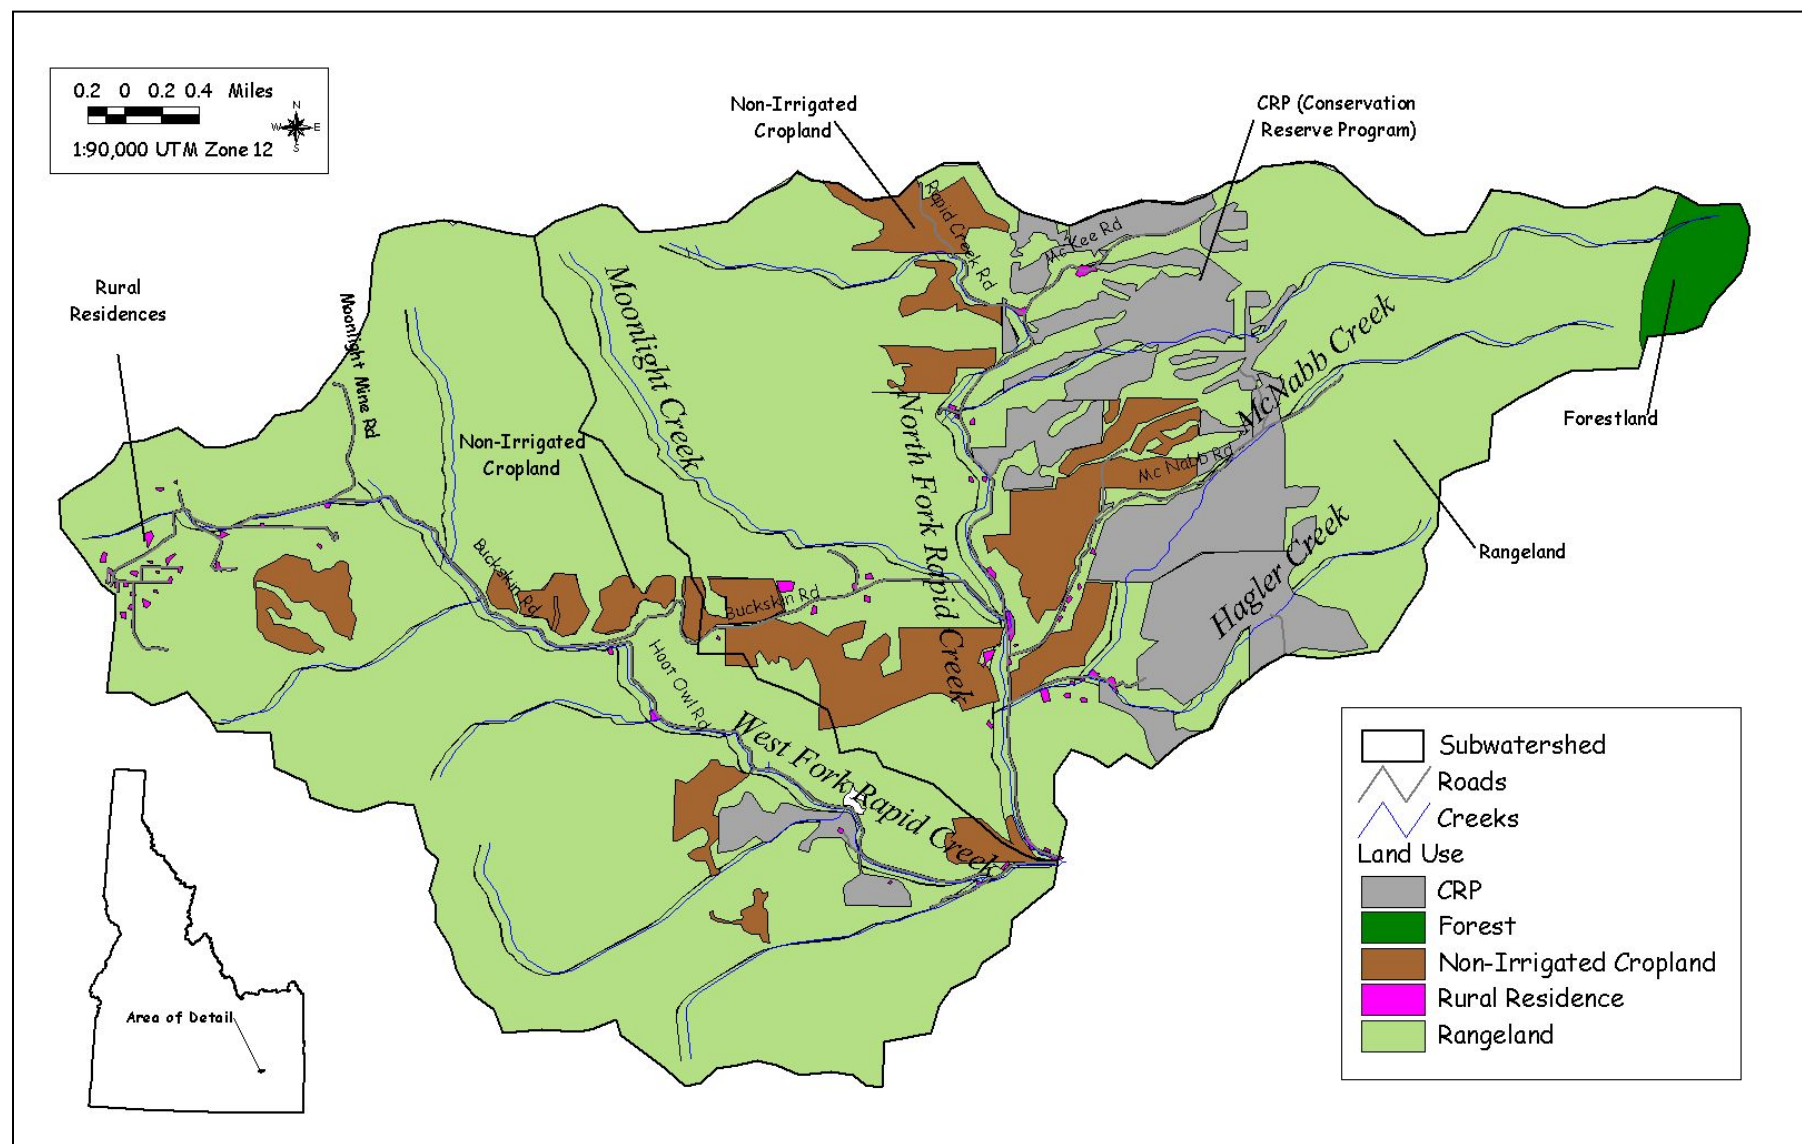 0.2 0 0.2 0.4 Miles
N
W E
S
1:90,000 UTM Zone 12
Non-Irrigated
Cropland
CRP (Conservation
Reserve Program)
Rural
Residences
Moonlight Mine Rd
Moonlight Creek
Rapid Creek Rd
Mc Kee Rd
McNabb Creek
Forestland
Non-Irrigated
Cropland
North Fork Rapid Creek
Mc Nabb Rd
Rangeland
Hagler Creek
Buckskin Rd
Buckskin Rd
Hoot Owl Rd
West Fork Rapid Creek
Area of Detail
Subwatershed
Roads
Creeks
Land Use
CRP
Forest
Non-Irrigated Cropland
Rural Residence
Rangeland